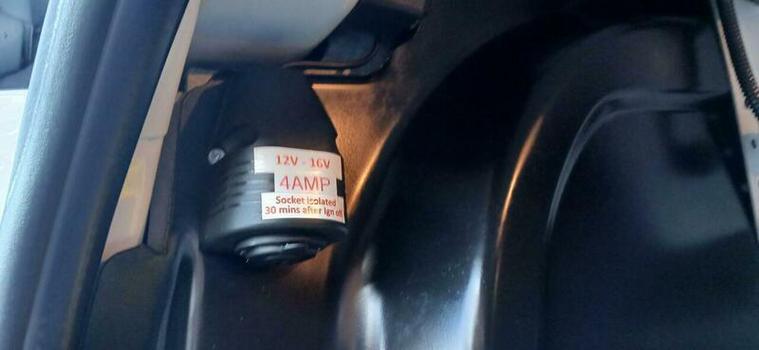 12V - 16V
4AMP
Socket isolated
30 mins after Ign off